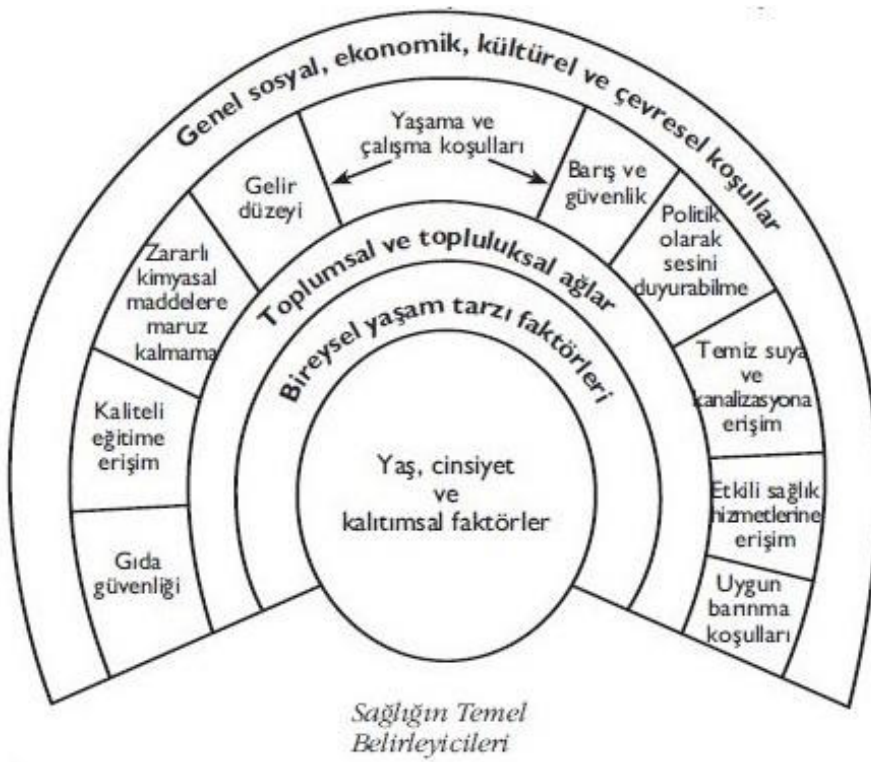 Genel sosyal, ekonomik, kültürel ve çevresel koşullar
Yaşama ve
çalışma koşulları
Gelir
düzeyi
Barış ve
güvenlik
Zararlı
kimyasal
maddelere
maruz
kalmama
Politik
olarak
sesini
duyurabilme
Toplumsal ve topluluksal ağlar
Bireysel yaşam tarzı faktörleri
Kaliteli
eğitime
erişim
Temiz suya
ve
kanalizasyona
erişim
Yaş, cinsiyet
ve
kalıtımsal faktörler
Etkili sağlık
hizmetlerine
erişim
Gıda
güvenliği
Uygun
barınma
koşulları
Sağlığın Temel
Belirleyicileri